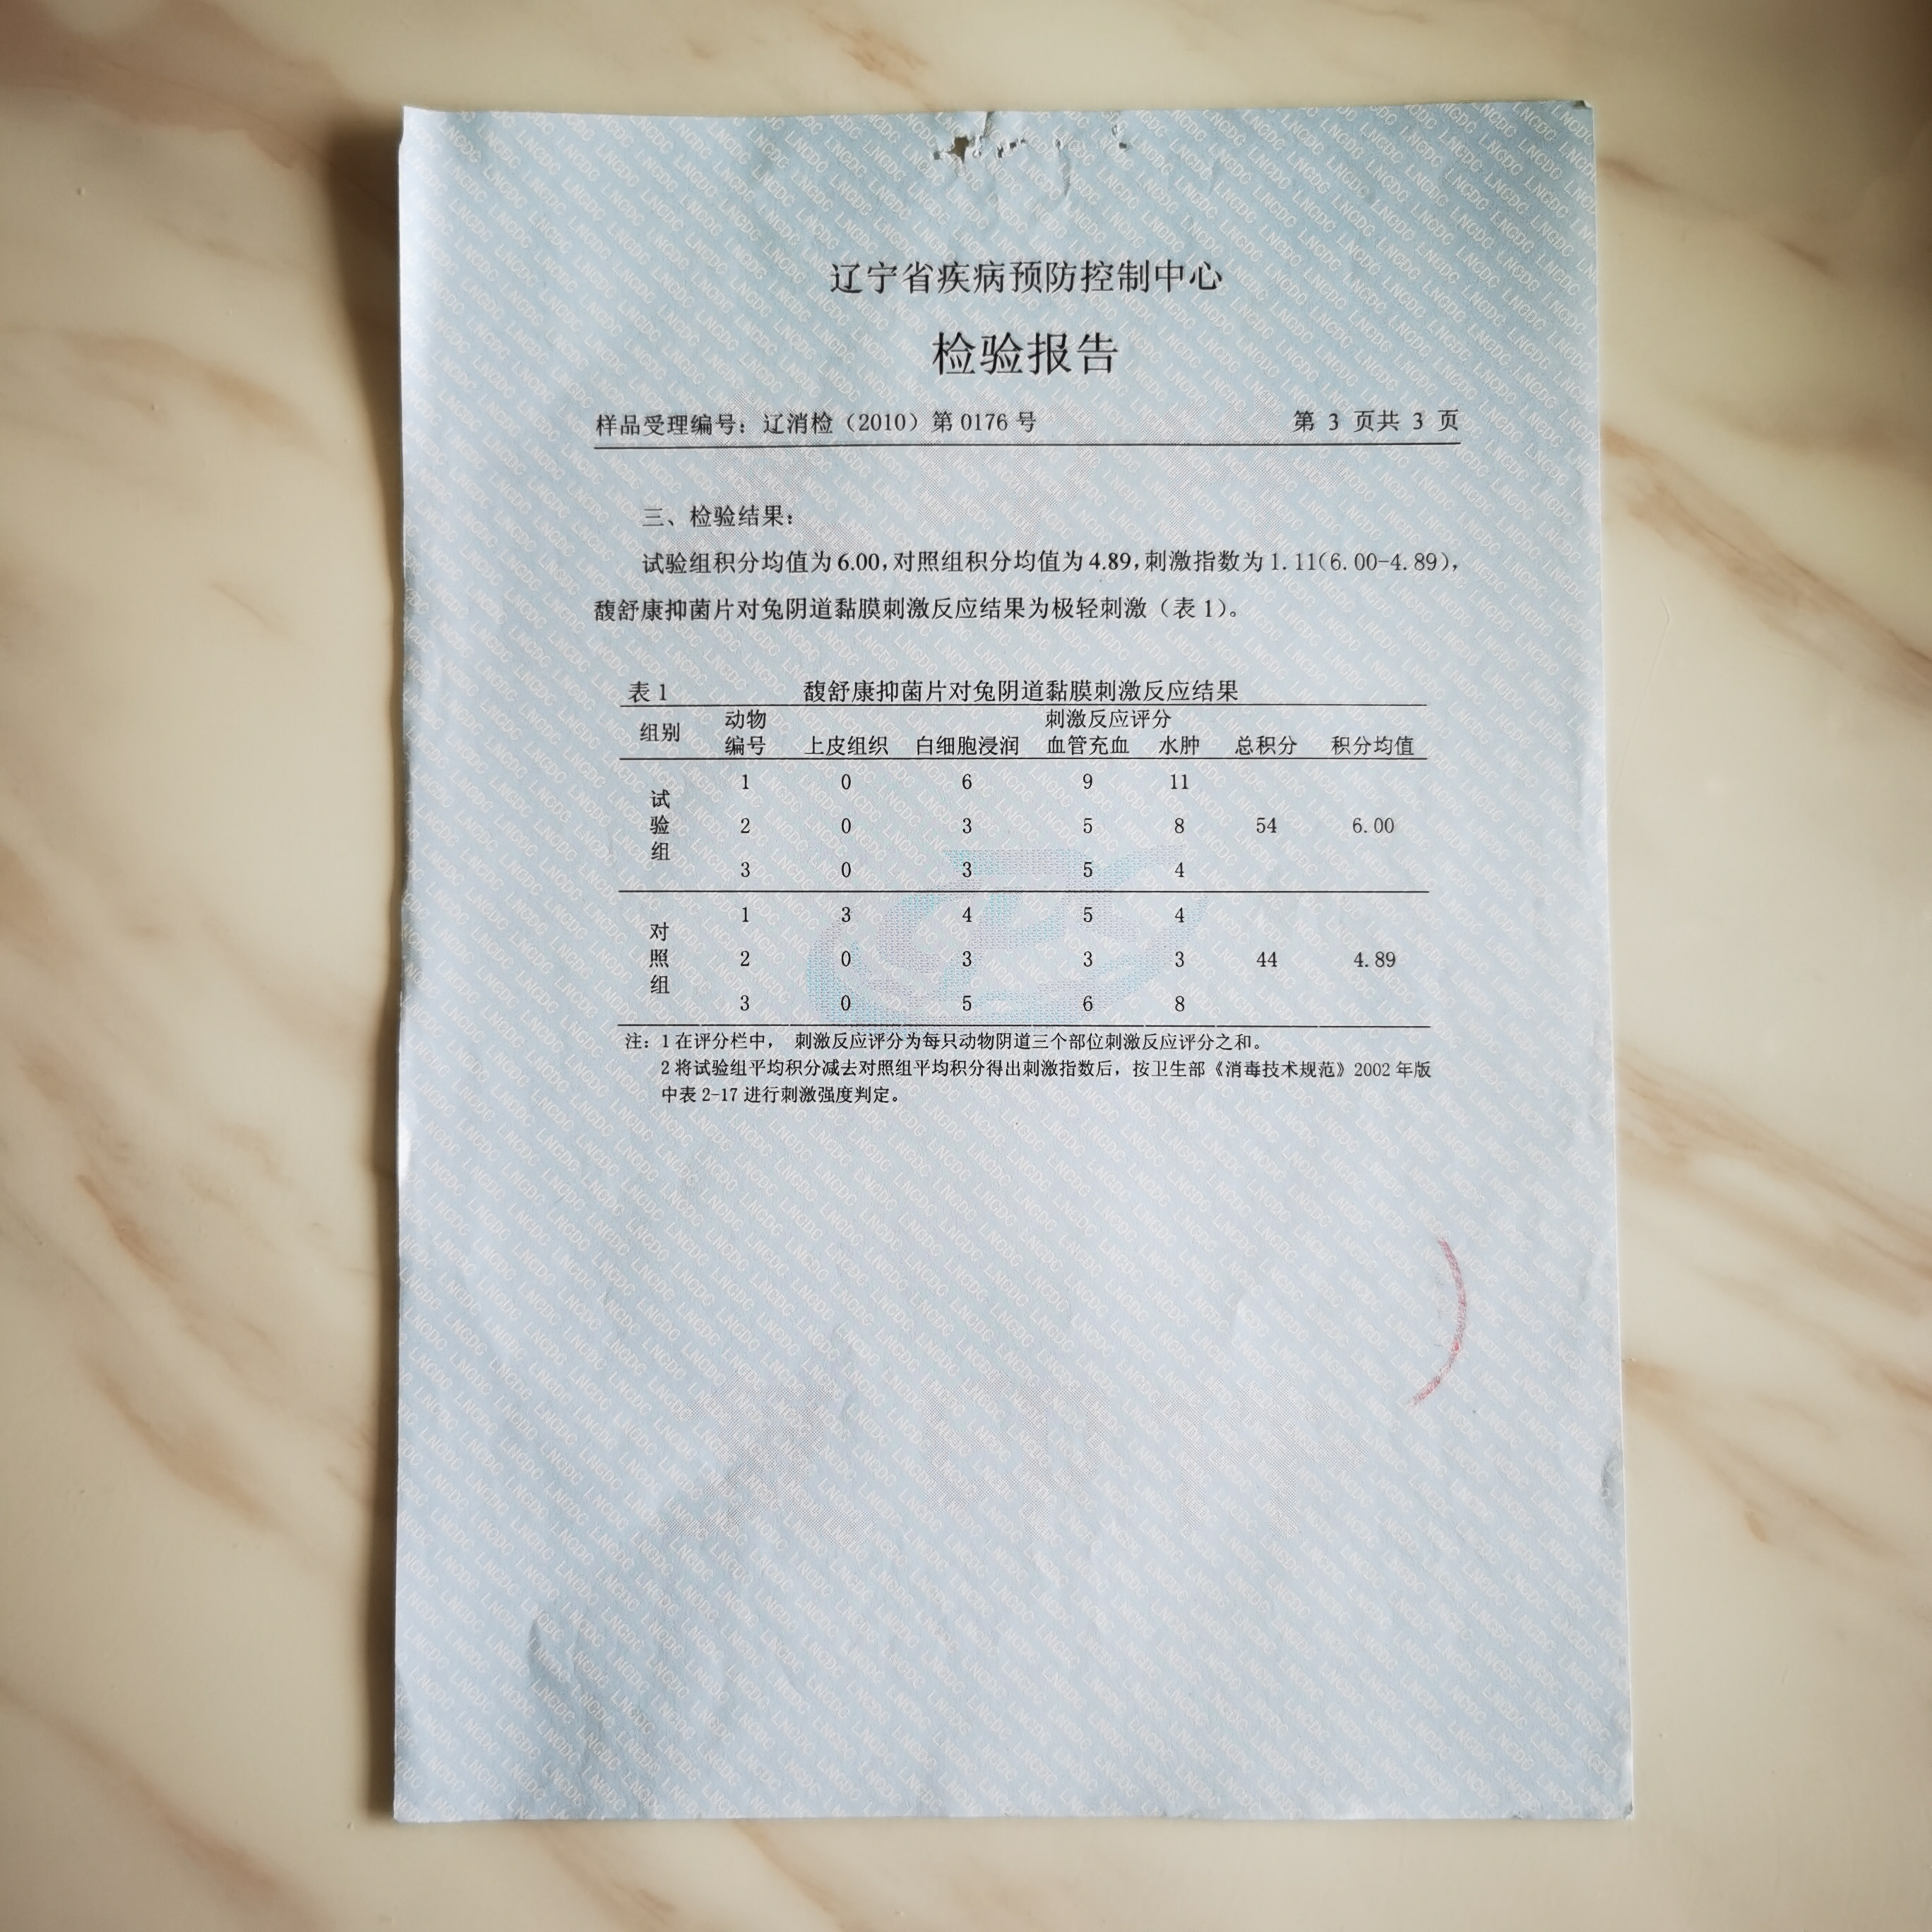 辽宁省疾病预防控制中心
检验报告
样品受理编号：辽消检（2010）第 0176 号 第 3 页共 3 页
三、检验结果：
试验组积分均值为 6.00，对照组积分均值为 4.89，刺激指数为 1.11(6.00-4.89)，
馥舒康抑菌片对兔阴道黏膜刺激反应结果为极轻刺激（表 1）。
表 1 馥舒康抑菌片对兔阴道黏膜刺激反应结果
组别 动物编号 刺激反应评分
上皮组织 白细胞浸润 血管充血 水肿 总积分 积分均值
试验组
1 0 6 9 11
2 0 3 5 8 54 6.00
3 0 3 5 4
对照组
1 3 4 5 4
2 0 3 3 3 44 4.89
3 0 5 6 8
注：1 在评分栏中， 刺激反应评分为每只动物阴道三个部位刺激反应评分之和。
2 将试验组平均积分减去对照组平均积分得出刺激指数后，按卫生部《消毒技术规范》2002 年版
中表 2-17 进行刺激强度判定。
LNCDC